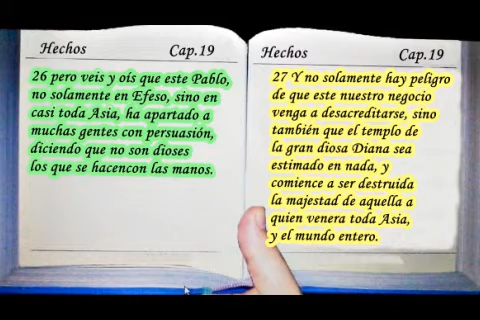 Hechos Cap.19
26 pero veis y oís que este Pablo,
no solamente en Efeso, sino en
casi toda Asia, ha apartado a
muchas gentes con persuasión,
diciendo que no son dioses
los que se hacencon las manos.
Hechos Cap.19
27 Y no solamente hay peligro
de que este nuestro negocio
venga a desacreditarse, sino
también que el templo de
la gran diosa Diana sea
estimado en nada, y
comience a ser destruida
la majestad de aquella a
quien venera toda Asia,
y el mundo entero.